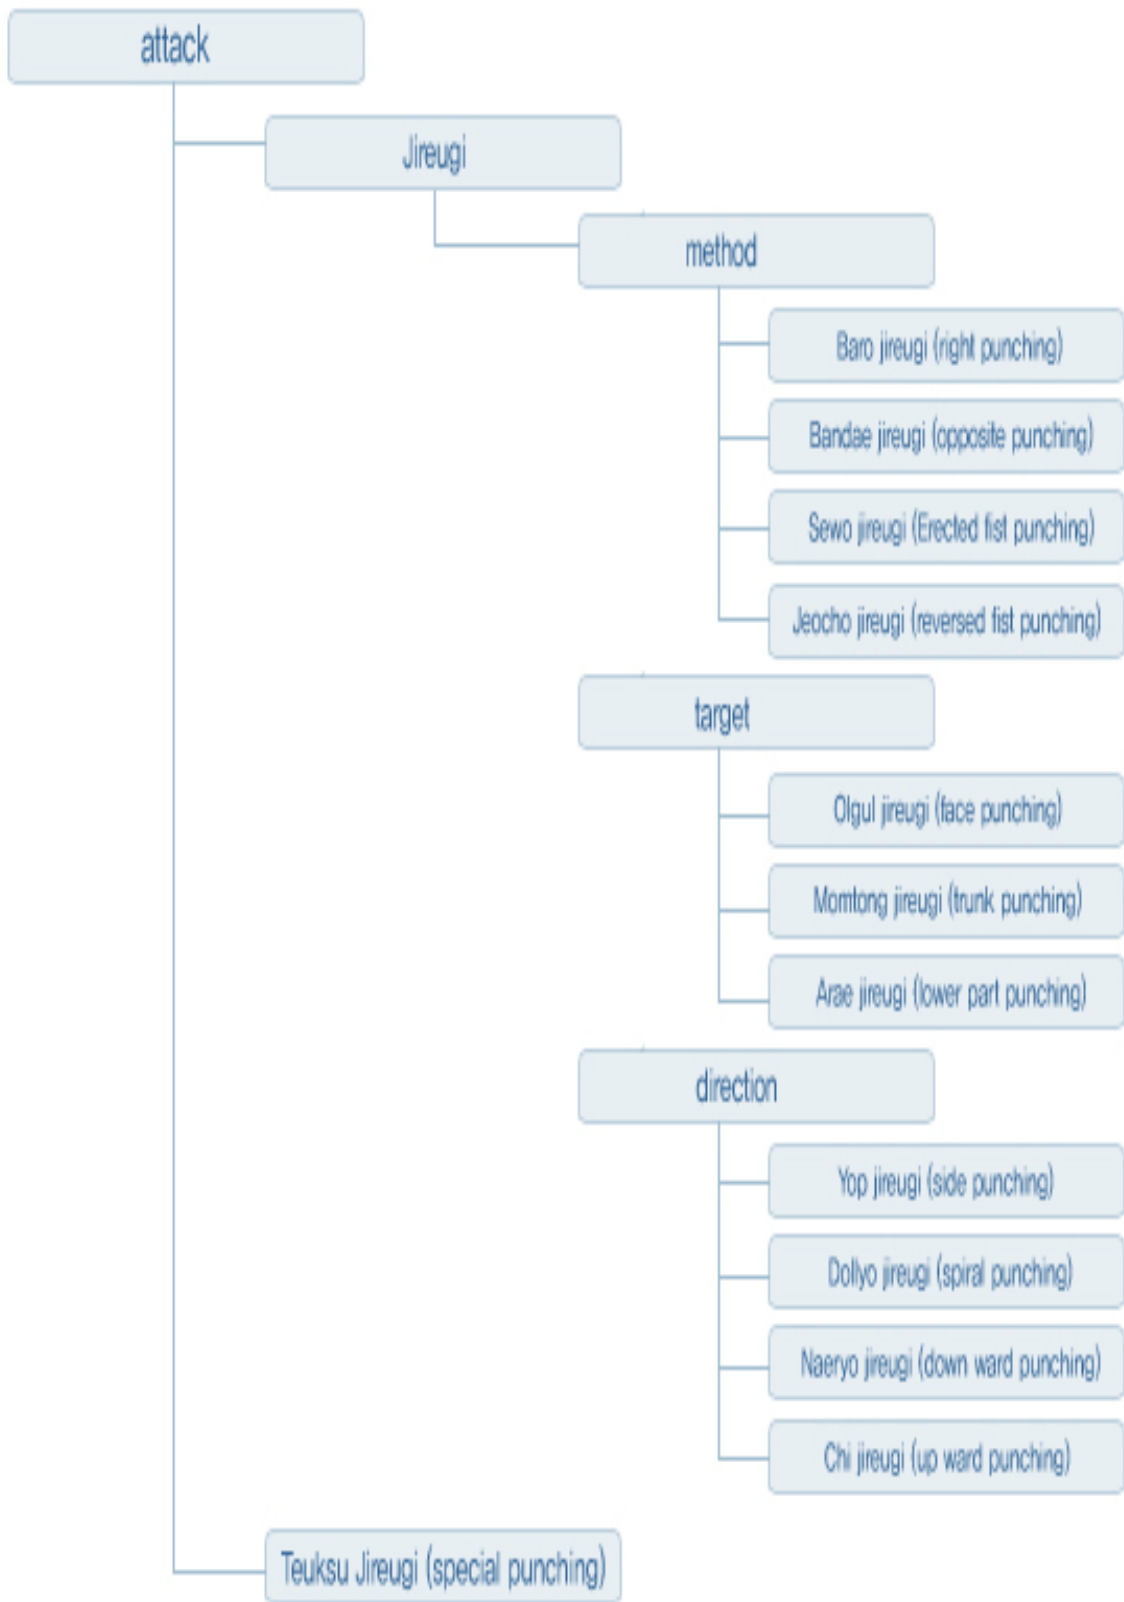 attack
Jireugi
method
Baro jireugi (right punching)
Bandae jireugi (opposite punching)
Sewo jireugi (Erected fist punching)
Jeocho jireugi (reversed fist punching)
target
Olgul jireugi (face punching)
Momtong jireugi (trunk punching)
Arae jireugi (lower part punching)
direction
Yop jireugi (side punching)
Dollyo jireugi (spiral punching)
Naeryo jireugi (down ward punching)
Chi jireugi (up ward punching)
Teuksu Jireugi (special punching)